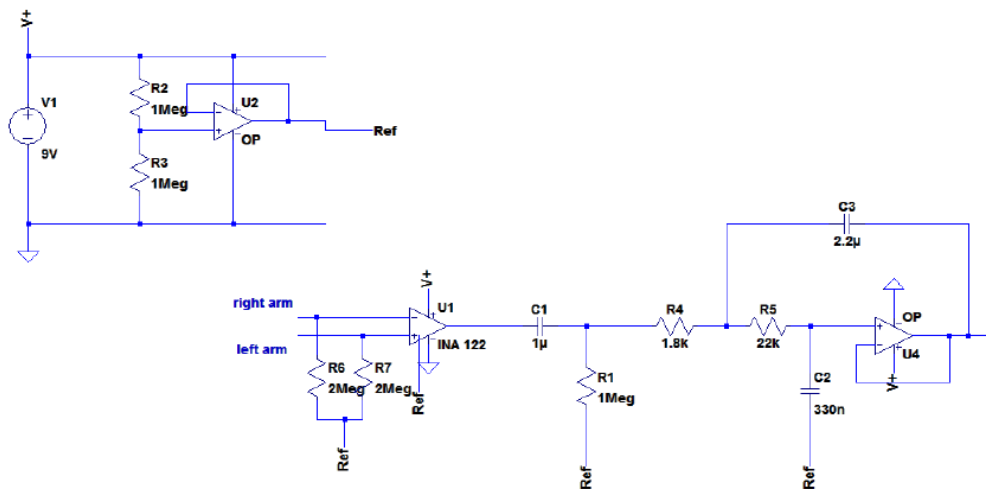 V+
V1
9V
R2
1Meg
R3
1Meg
U2
OP
Ref
C3
2.2µ
right arm
left arm
V+
U1
INA 122
R6
2Meg
R7
2Meg
Ref
Ref
C1
1µ
R1
1Meg
Ref
R4
1.8k
R5
22k
OP
U4
V+
C2
330n
Ref